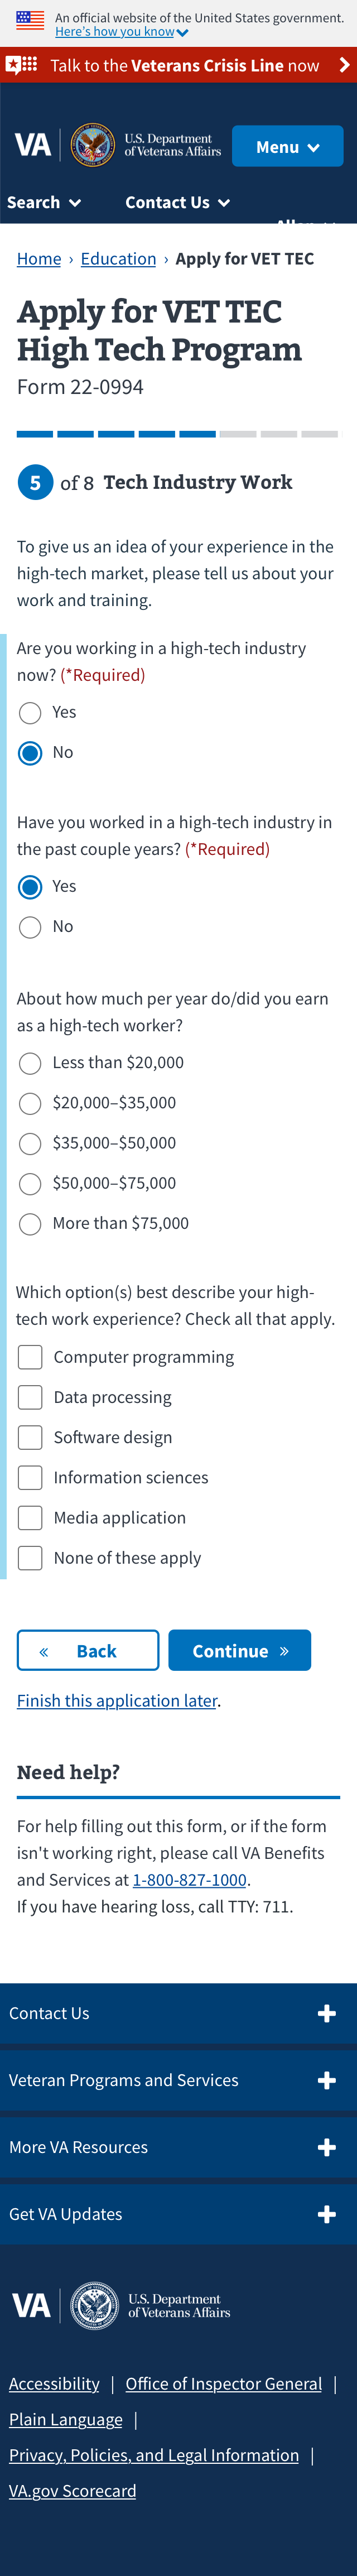 An official website of the United States government.
Here's how you know
Talk to the Veterans Crisis Line now
VA
U.S. Department
of Veterans Affairs
Menu
Search
Contact Us
Home › Education › Apply for VET TEC
Apply for VET TEC
High Tech Program
Form 22-0994
5 of 8 Tech Industry Work
To give us an idea of your experience in the
high-tech market, please tell us about your
work and training.
Are you working in a high-tech industry
now? (*Required)
Yes
No
Have you worked in a high-tech industry in
the past couple years? (*Required)
Yes
No
About how much per year do/did you earn
as a high-tech worker?
Less than $20,000
$20,000–$35,000
$35,000–$50,000
$50,000–$75,000
More than $75,000
Which option(s) best describe your high-
tech work experience? Check all that apply.
Computer programming
Data processing
Software design
Information sciences
Media application
None of these apply
« Back
Continue »
Finish this application later.
Need help?
For help filling out this form, or if the form
isn't working right, please call VA Benefits
and Services at 1-800-827-1000.
If you have hearing loss, call TTY: 711.
Contact Us
Veteran Programs and Services
More VA Resources
Get VA Updates
VA
U.S. Department
of Veterans Affairs
Accessibility | Office of Inspector General |
Plain Language |
Privacy, Policies, and Legal Information |
VA.gov Scorecard